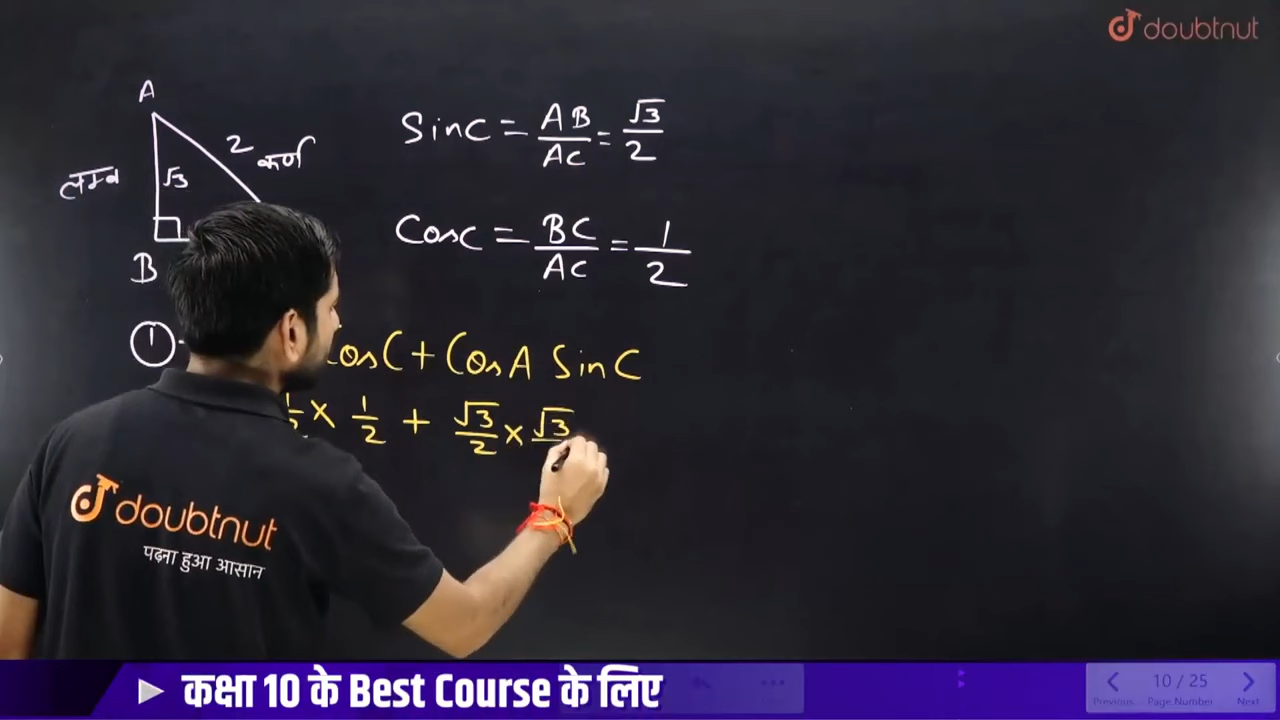 doubtnut
A
SinC = AB/AC = √3/2
2 कर्ण
लम्ब √3
CosC = BC/AC = 1/2
B
1
CosC + CosA SinC
× 1/2 + √3/2 × √3
doubtnut
पढ़ना हुआ आसान
कक्षा 10 के Best Course के लिए
10 / 25
Previous Page Number Next